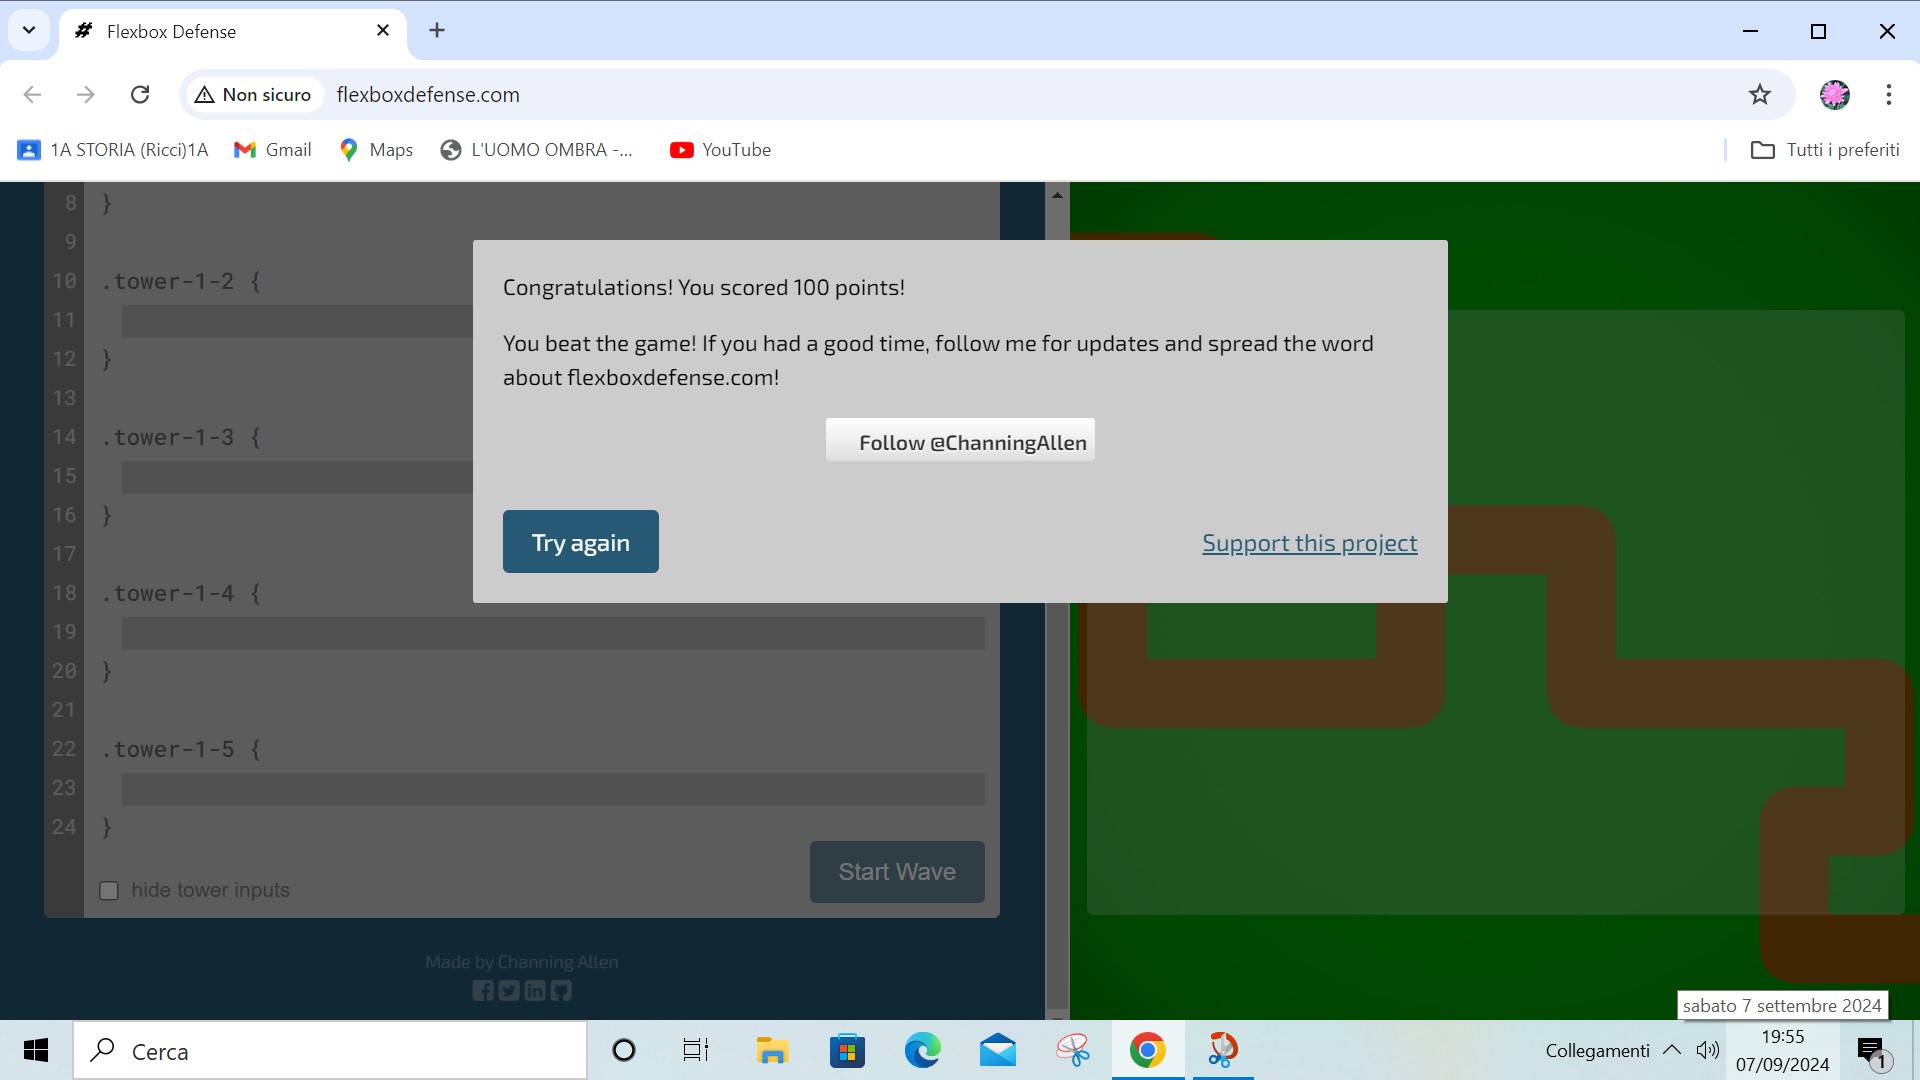 Flexbox Defense
Non sicuro
flexboxdefense.com
1A STORIA (Ricci)1A
Gmail
Maps
L'UOMO OMBRA -...
YouTube
Tutti i preferiti
8 }
9
10 .tower-1-2 {
11
12 }
13
14 .tower-1-3 {
15
16 }
17
18 .tower-1-4 {
19
20 }
21
22 .tower-1-5 {
23
24 }
hide tower inputs
Start Wave
Made by Channing Allen
Congratulations! You scored 100 points!
You beat the game! If you had a good time, follow me for updates and spread the word
about flexboxdefense.com!
Follow @ChanningAllen
Try again
Support this project
sabato 7 settembre 2024
Cerca
Collegamenti
19:55
07/09/2024
1